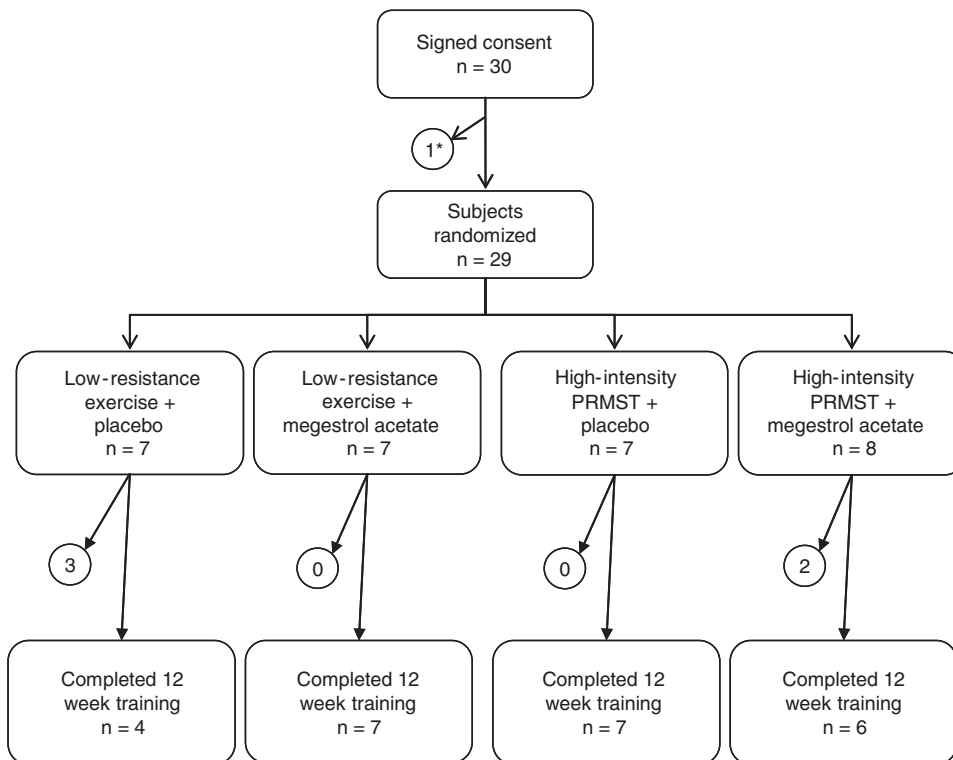 Signed consent
n = 30
1*
Subjects
randomized
n = 29
Low-resistance
exercise +
placebo
n = 7
Low-resistance
exercise +
megestrol acetate
n = 7
High-intensity
PRMST +
placebo
n = 7
High-intensity
PRMST +
megestrol acetate
n = 8
3
0
0
2
Completed 12
week training
n = 4
Completed 12
week training
n = 7
Completed 12
week training
n = 7
Completed 12
week training
n = 6